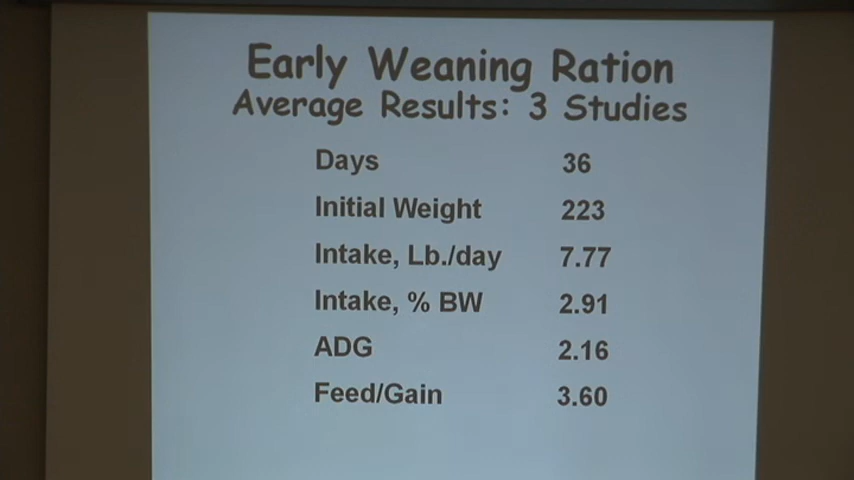 Early Weaning Ration
Average Results: 3 Studies
Days 36
Initial Weight 223
Intake, Lb./day 7.77
Intake, % BW 2.91
ADG 2.16
Feed/Gain 3.60